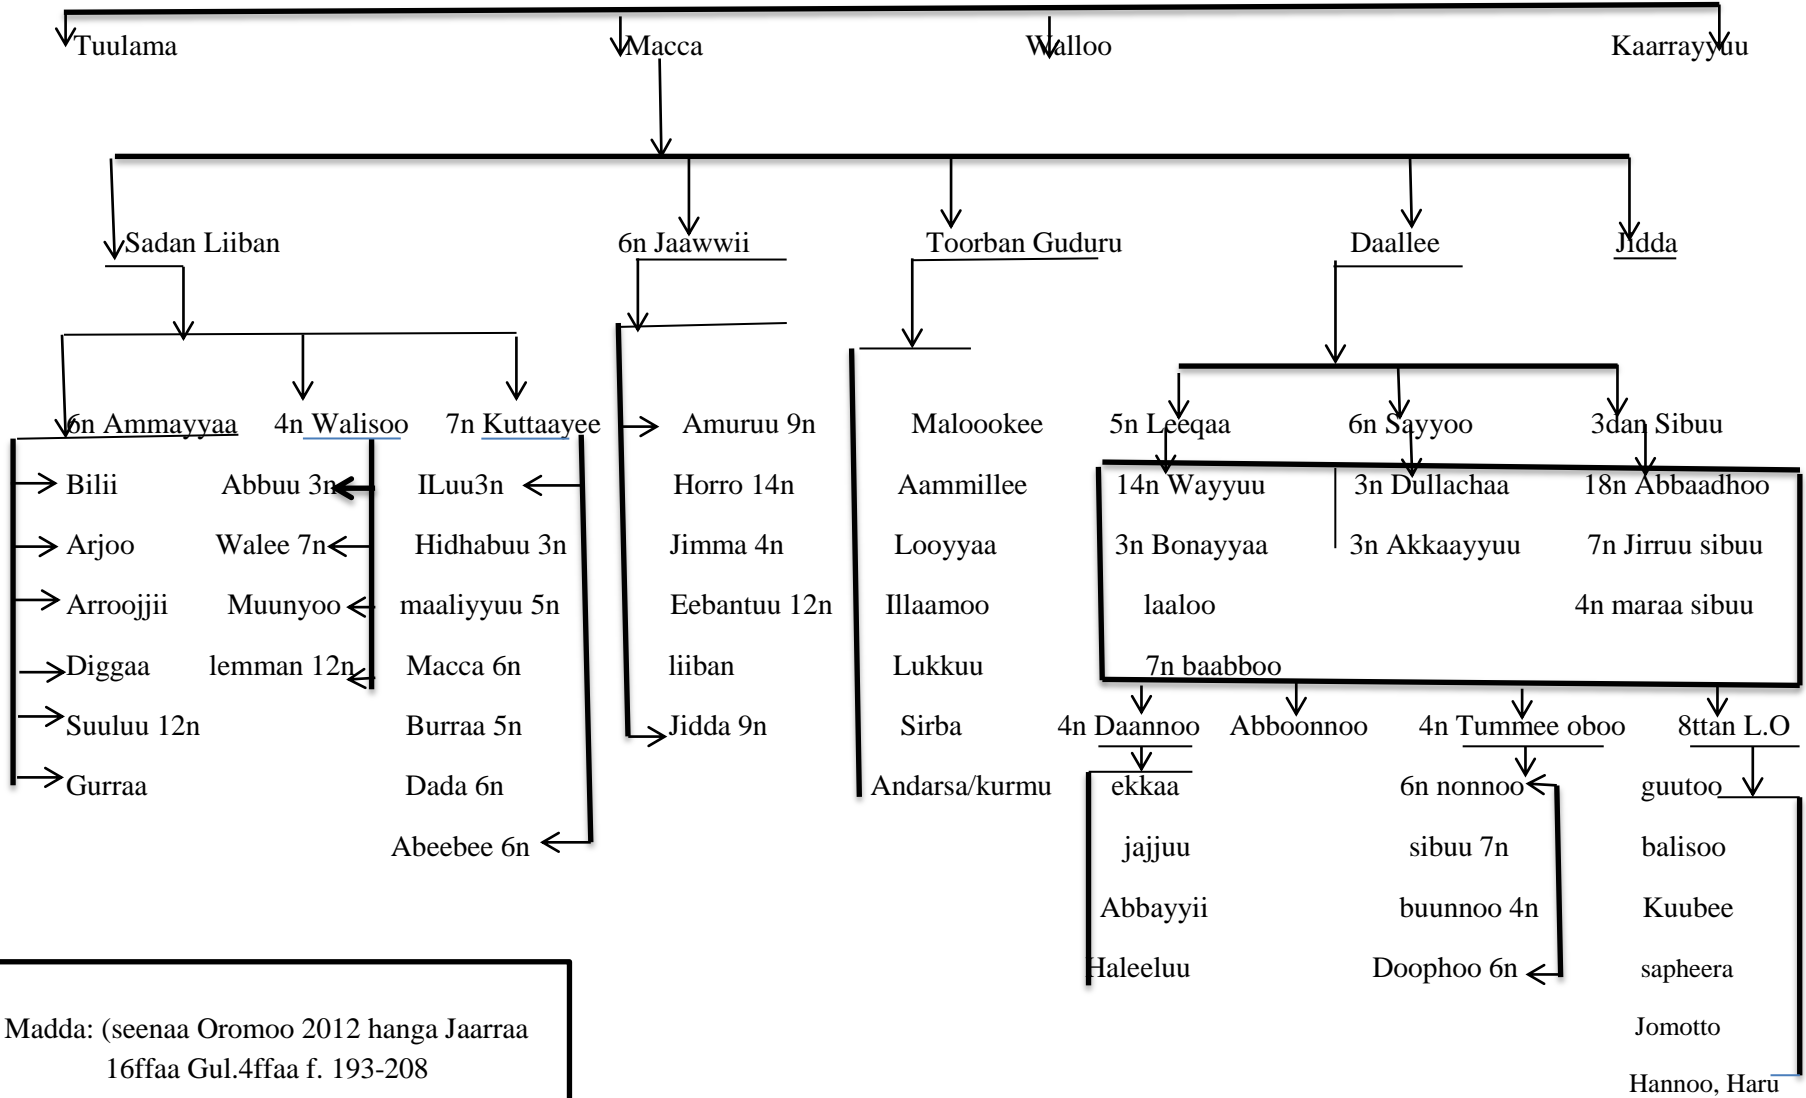 Tuulama Macca Walloo Kaarrayyuu
Sadan Liiban 6n Jaawwii Toorban Guduru Daallee Jidda
6n Ammayyaa 4n Walisoo 7n Kuttaayee Amuruu 9n Maloookee 5n Leeqaa 6n Sayyoo 3dan Sibuu
Bilii Abbuu 3n ILuu3n Horro 14n Aammillee 14n Wayyuu 3n Dullachaa 18n Abbaadhoo
Arjoo Walee 7n Hidhabuu 3n Jimma 4n Looyyaa 3n Bonayyaa 3n Akkaayyuu 7n Jirruu sibuu
Arroojjii Muunyoo maaliyyuu 5n Eebantuu 12n Illaamoo laaloo 4n maraa sibuu
Diggaa lemman 12n Macca 6n liiban Lukkuu 7n baabboo
Suuluu 12n Burraa 5n Jidda 9n Sirba 4n Daannoo Abboonnoo 4n Tummee oboo 8ttan L.O
Gurraa Dada 6n Andarsa/kurmu ekkaa 6n nonnoo guutoo
Abeebee 6n jajjuu sibuu 7n balisoo
Abbayyii buunnoo 4n Kuubee
Haleeluu Doophoo 6n sapheera
Madda: (seenaa Oromoo 2012 hanga Jaarraa Jomotto
16ffaa Gul.4ffaa f. 193-208
Hannoo, Haru